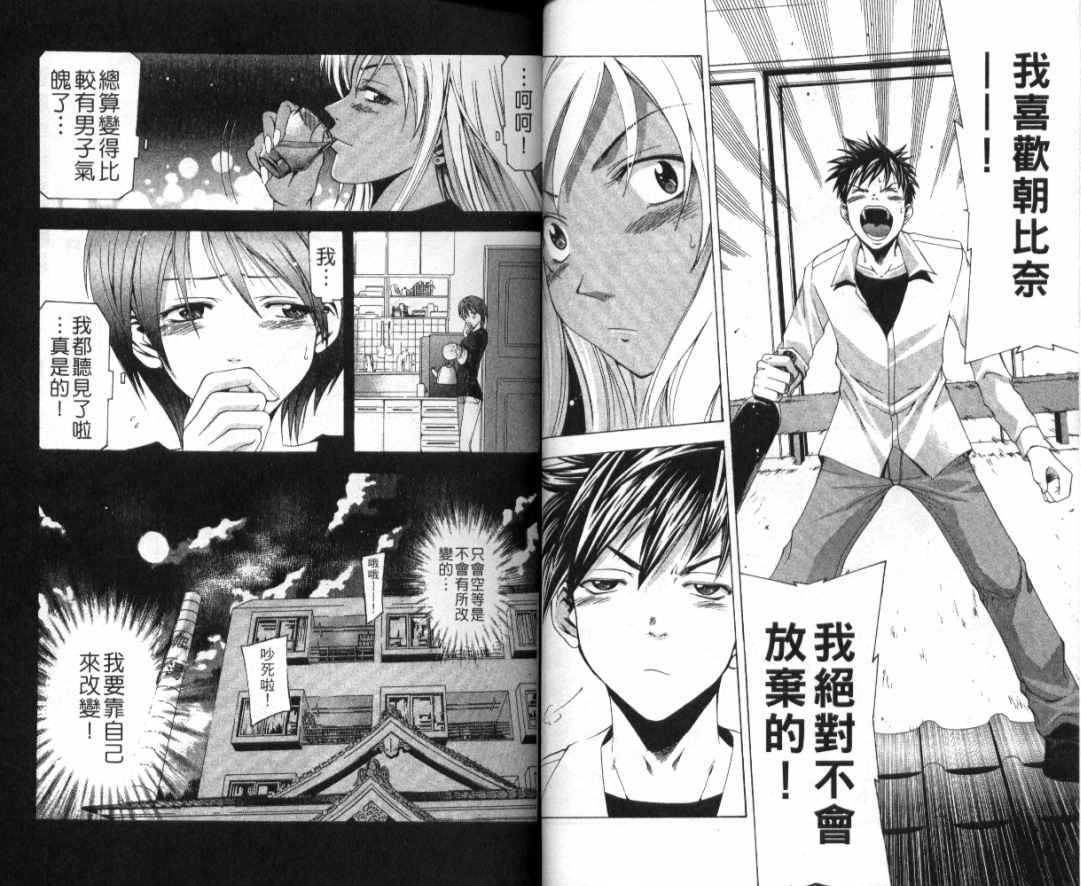 我喜歡朝比奈
——！
我絕對不會
放棄的！
…呵呵！
總算變得比
較有男子氣
魄了…
我…
我都聽見了啦
…真是的！
只會空等是
不會有所改
變的…
哦哦——
吵死啦！
我要靠自己
來改變！